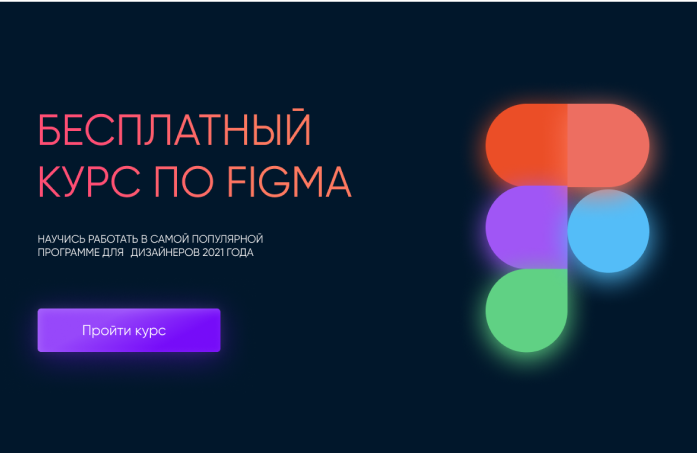 БЕСПЛАТНЫЙ
КУРС ПО FIGMA
НАУЧИСЬ РАБОТАТЬ В САМОЙ ПОПУЛЯРНОЙ
ПРОГРАММЕ ДЛЯ ДИЗАЙНЕРОВ 2021 ГОДА
Пройти курс